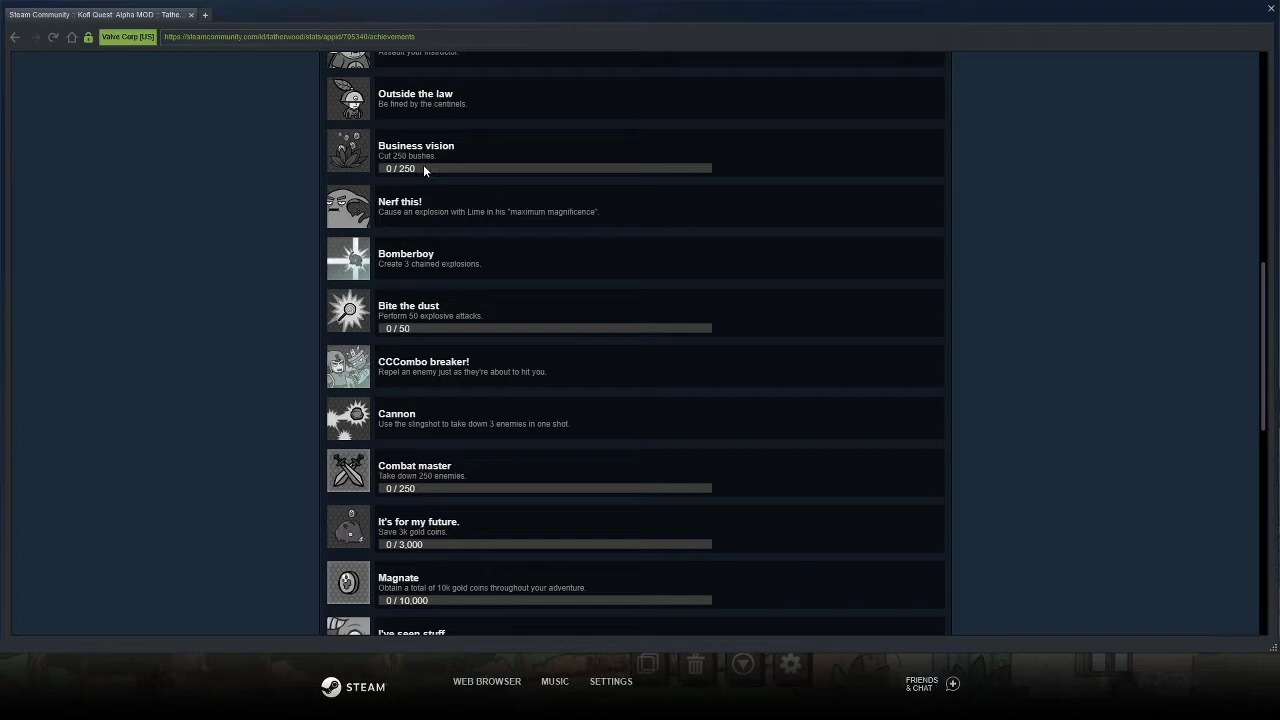 Steam Community :: Kofi Quest: Alpha MOD :: Tathe...
Valve Corp [US]
https://steamcommunity.com/id/tatherwood/stats/appid/705340/achievements
Assault your instructor.
Outside the law
Be fined by the centinels.
Business vision
Cut 250 bushes.
0 / 250
Nerf this!
Cause an explosion with Lime in his "maximum magnificence".
Bomberboy
Create 3 chained explosions.
Bite the dust
Perform 50 explosive attacks.
0 / 50
CCCombo breaker!
Repel an enemy just as they're about to hit you.
Cannon
Use the slingshot to take down 3 enemies in one shot.
Combat master
Take down 250 enemies.
0 / 250
It's for my future.
Save 3k gold coins.
0 / 3,000
Magnate
Obtain a total of 10k gold coins throughout your adventure.
0 / 10,000
I've seen stuff
STEAM
WEB BROWSER
MUSIC
SETTINGS
FRIENDS
& CHAT